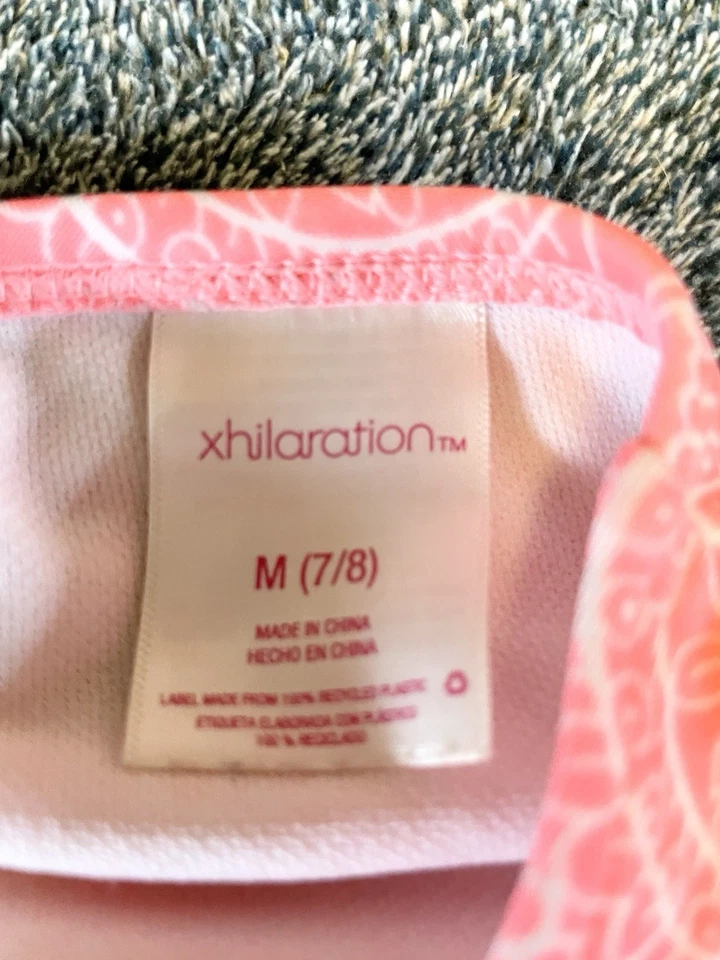 xhilaration™
M (7/8)
MADE IN CHINA
HECHO EN CHINA
LABEL MADE FROM 100% RECYCLED PLASTIC
ETIQUETA ELABORADA CON PLÁSTICO
100 % RECICLADO